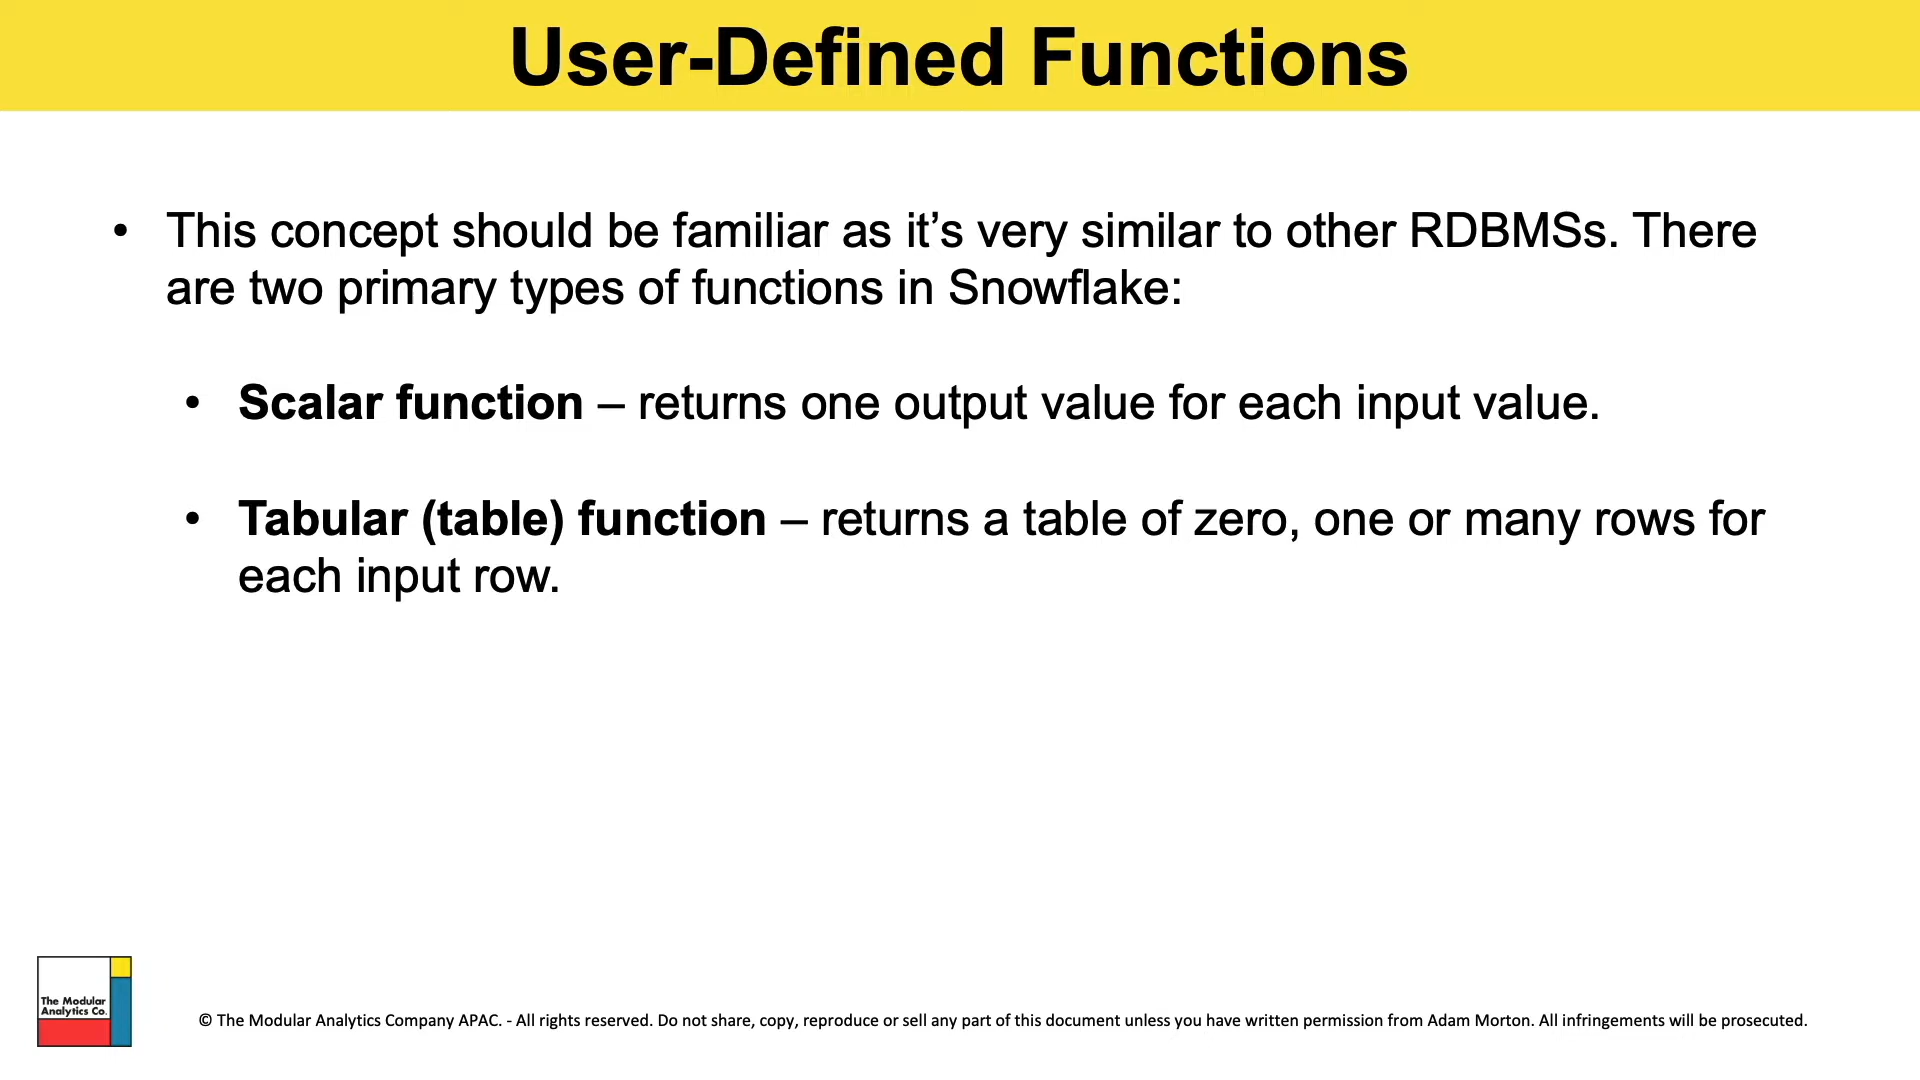 User-Defined Functions
• This concept should be familiar as it’s very similar to other RDBMSs. There
are two primary types of functions in Snowflake:
• Scalar function – returns one output value for each input value.
• Tabular (table) function – returns a table of zero, one or many rows for
each input row.
The Modular
Analytics Co.
© The Modular Analytics Company APAC. - All rights reserved. Do not share, copy, reproduce or sell any part of this document unless you have written permission from Adam Morton. All infringements will be prosecuted.